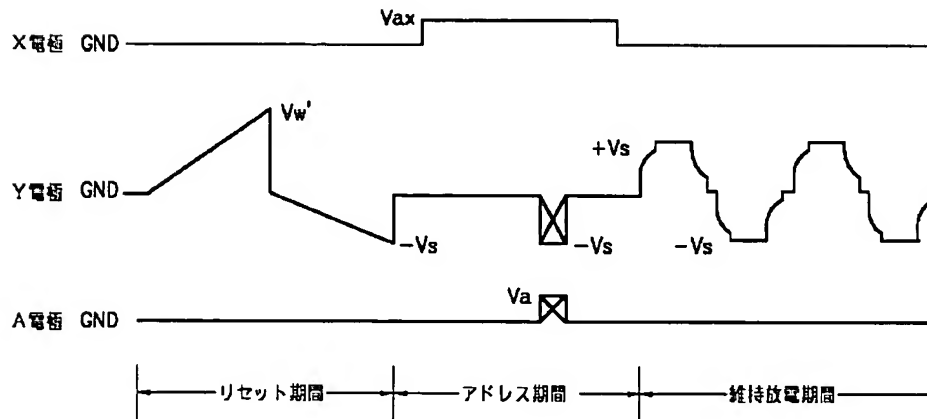 Vax
X電極 GND
Vw'
+Vs
Y電極 GND
-Vs
-Vs
-Vs
Va
A電極 GND
リセット期間
アドレス期間
維持放電期間